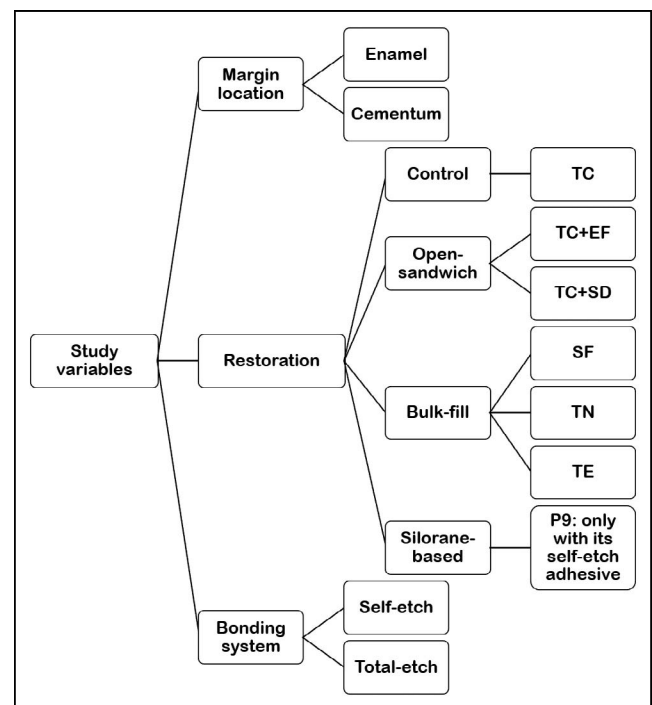 Study
variables
Margin
location
Enamel
Cementum
Restoration
Control
TC
Open-
sandwich
TC+EF
TC+SD
Bulk-fill
SF
TN
TE
Silorane-
based
P9: only
with its
self-etch
adhesive
Bonding
system
Self-etch
Total-etch